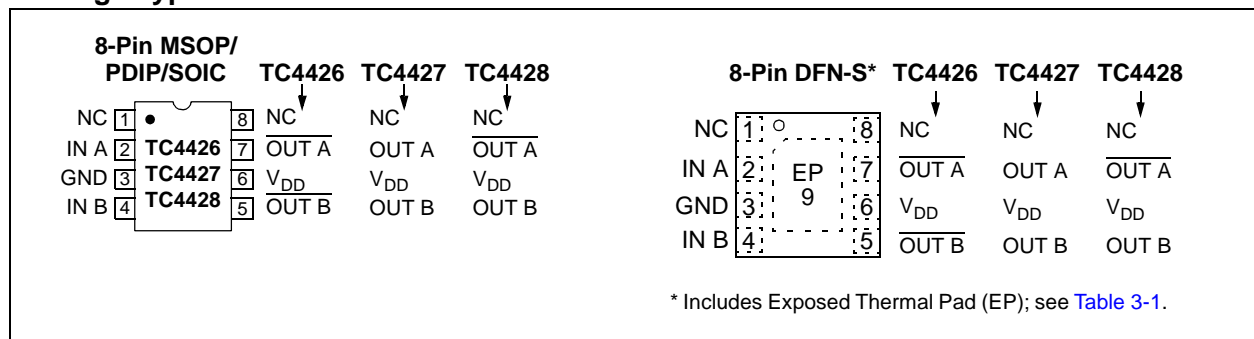 8-Pin MSOP/
PDIP/SOIC TC4426 TC4427 TC4428
NC 1 8 NC NC NC
IN A 2 TC4426 7 OUT A OUT A OUT A
GND 3 TC4427 6 VDD VDD VDD
IN B 4 TC4428 5 OUT B OUT B OUT B
8-Pin DFN-S* TC4426 TC4427 TC4428
NC 1 8 NC NC NC
IN A 2 EP 7 OUT A OUT A OUT A
GND 3 9 6 VDD VDD VDD
IN B 4 5 OUT B OUT B OUT B
* Includes Exposed Thermal Pad (EP); see Table 3-1.